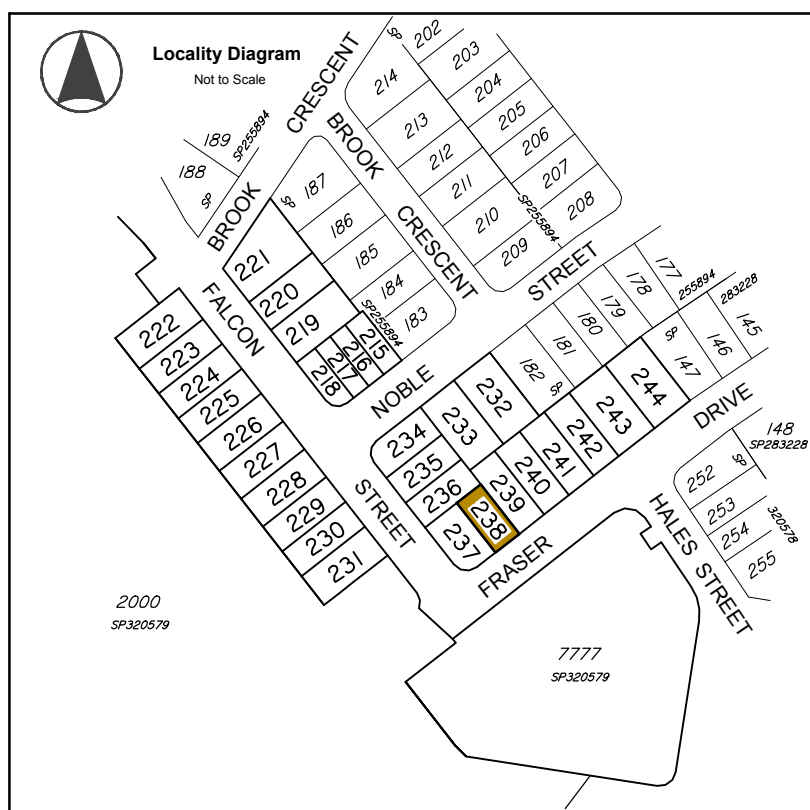 Locality Diagram
Not to Scale
BROOK
CRESCENT
BROOK
CRESCENT
FALCON
STREET
NOBLE
STREET
FRASER
DRIVE
HALES STREET
SP
202
203
204
205
206
207
208
SP255894
214
213
212
211
210
209
189
SP255894
188
SP
SP
187
186
185
184
183
SP255894
221
220
219
218
217
216
215
222
223
224
225
226
227
228
229
230
231
177
178
179
180
181
182
SP
255894
232
233
234
235
236
237
238
239
240
241
242
243
244
283228
145
146
147
SP
148
SP283228
252
SP
253
254
255
320578
2000
SP320579
7777
SP320579